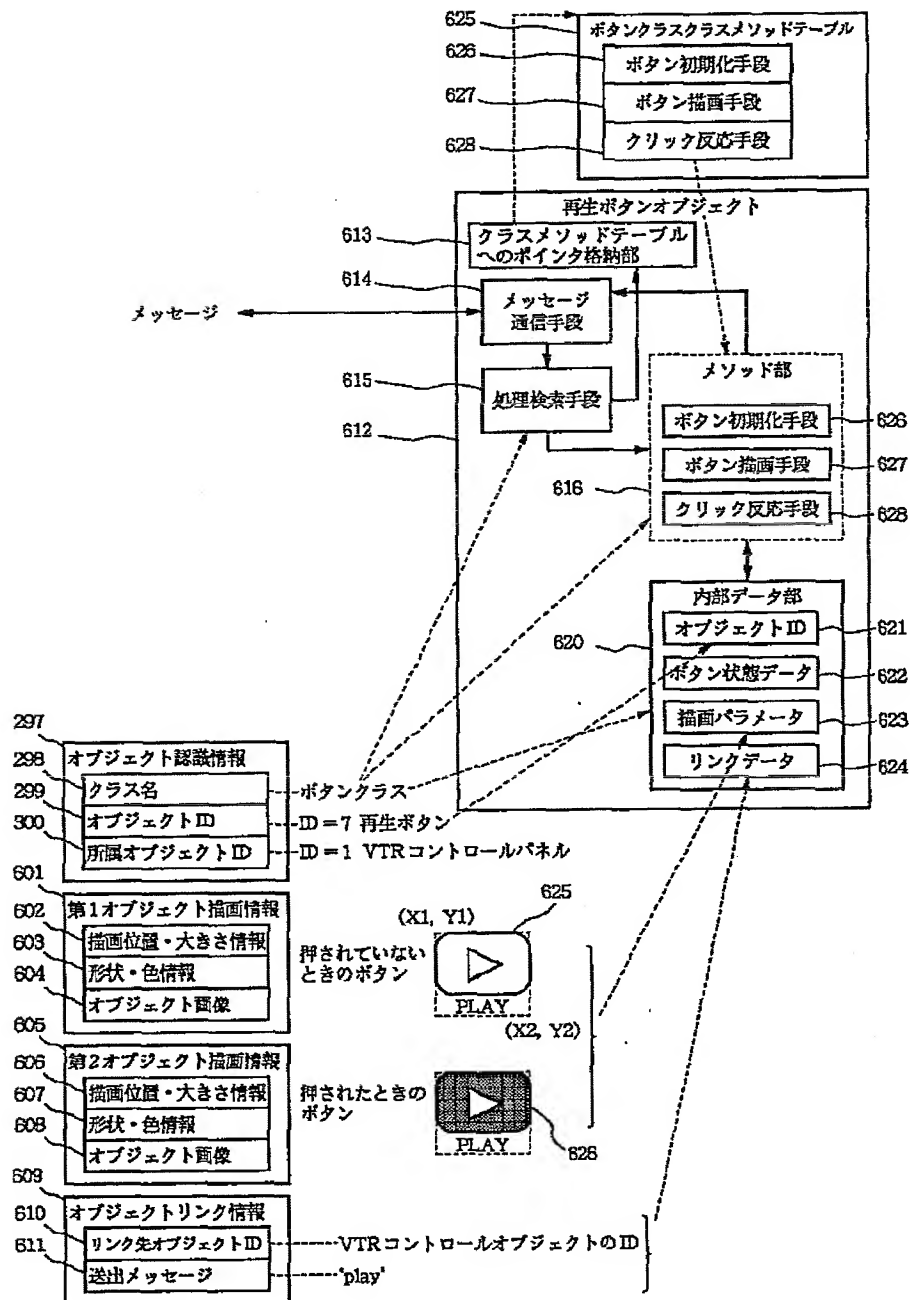 625
ボタンクラスクラスメソッドテーブル
626
ボタン初期化手段
627
ボタン描画手段
628
クリック反応手段
再生ボタンオブジェクト
613
クラスメソッドテーブル
へのポインタ格納部
614
メッセージ
メッセージ
通信手段
615
処理検索手段
612
メソッド部
ボタン初期化手段
626
ボタン描画手段
627
616
クリック反応手段
628
内部データ部
620
オブジェクトID
621
ボタン状態データ
622
描画パラメータ
623
リンクデータ
624
297
オブジェクト認識情報
298
クラス名
ボタンクラス
299
オブジェクトID
ID=7 再生ボタン
300
所属オブジェクトID
ID=1 VTRコントロールパネル
601
第1オブジェクト描画情報
602
描画位置・大きさ情報
603
形状・色情報
604
オブジェクト画像
押されていない
ときのボタン
(X1, Y1)
625
PLAY
(X2, Y2)
605
第2オブジェクト描画情報
606
描画位置・大きさ情報
607
形状・色情報
608
オブジェクト画像
押されたときの
ボタン
PLAY
626
609
オブジェクトリンク情報
610
リンク先オブジェクトID
VTRコントロールオブジェクトのID
611
送出メッセージ
'play'